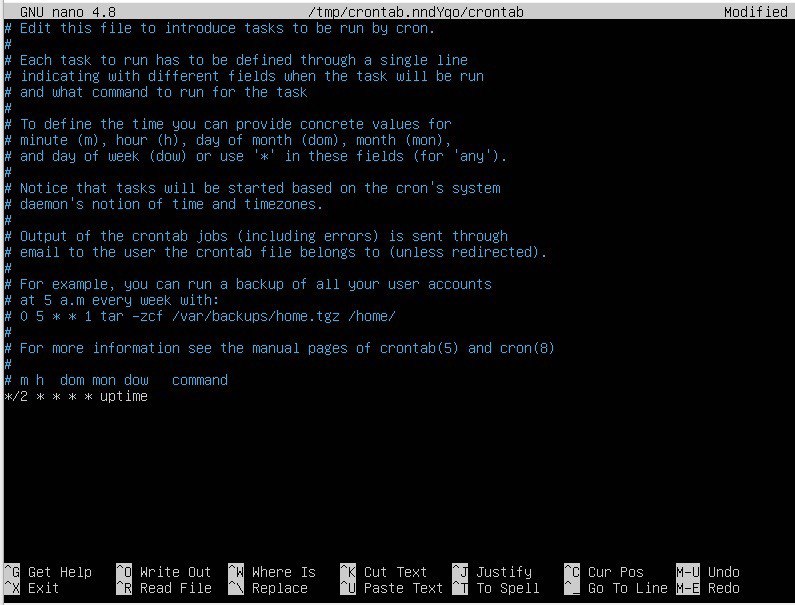 GNU nano 4.8 /tmp/crontab.nndYqo/crontab Modified
# Edit this file to introduce tasks to be run by cron.
#
# Each task to run has to be defined through a single line
# indicating with different fields when the task will be run
# and what command to run for the task
#
# To define the time you can provide concrete values for
# minute (m), hour (h), day of month (dom), month (mon),
# and day of week (dow) or use '*' in these fields (for 'any').
#
# Notice that tasks will be started based on the cron's system
# daemon's notion of time and timezones.
#
# Output of the crontab jobs (including errors) is sent through
# email to the user the crontab file belongs to (unless redirected).
#
# For example, you can run a backup of all your user accounts
# at 5 a.m every week with:
# 0 5 * * 1 tar -zcf /var/backups/home.tgz /home/
#
# For more information see the manual pages of crontab(5) and cron(8)
#
# m h  dom mon dow   command
*/2 * * * * uptime
^G Get Help ^O Write Out ^W Where Is ^K Cut Text ^J Justify ^C Cur Pos M-U Undo
^X Exit ^R Read File ^\ Replace ^U Paste Text ^T To Spell ^_ Go To Line M-E Redo